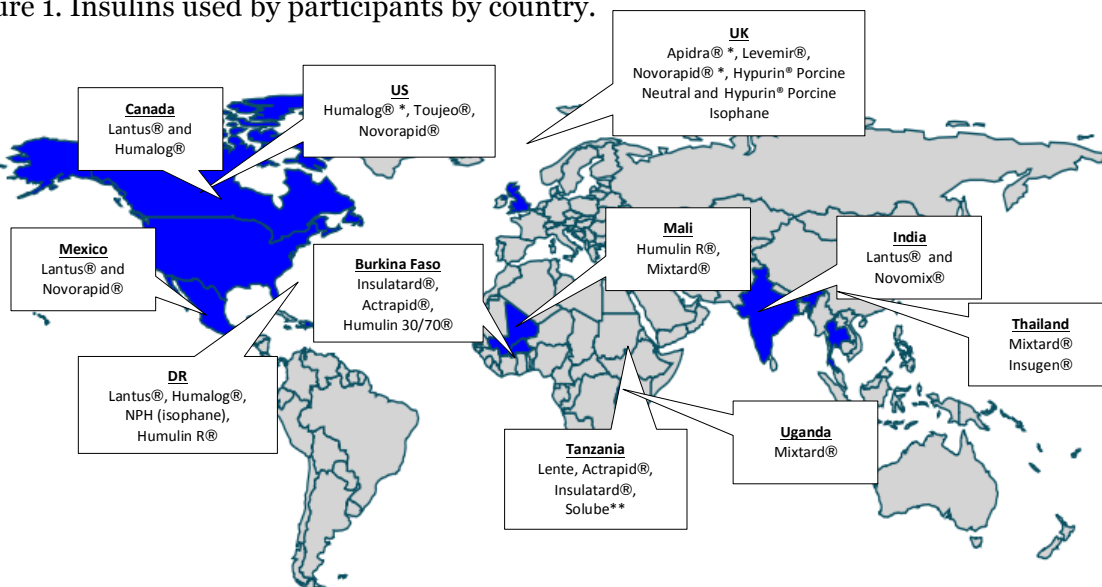 ure 1. Insulins used by participants by country.
UK
Apidra® *, Levemir®,
Novorapid® *, Hypurin® Porcine
Neutral and Hypurin® Porcine
Isophane
US
Humalog® *, Toujeo®,
Novorapid®
Canada
Lantus® and
Humalog®
Mexico
Lantus® and
Novorapid®
Burkina Faso
Insulatard®,
Actrapid®,
Humulin 30/70®
Mali
Humulin R®,
Mixtard®
India
Lantus® and
Novomix®
Thailand
Mixtard®
Insugen®
DR
Lantus®, Humalog®,
NPH (isophane),
Humulin R®
Tanzania
Lente, Actrapid®,
Insulatard®,
Solube**
Uganda
Mixtard®